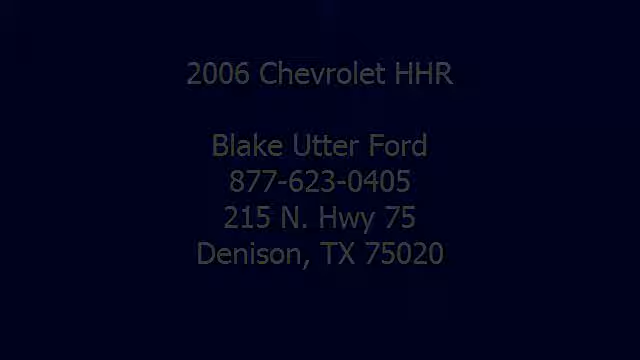 2006 Chevrolet HHR
Blake Utter Ford
877-623-0405
215 N. Hwy 75
Denison, TX 75020